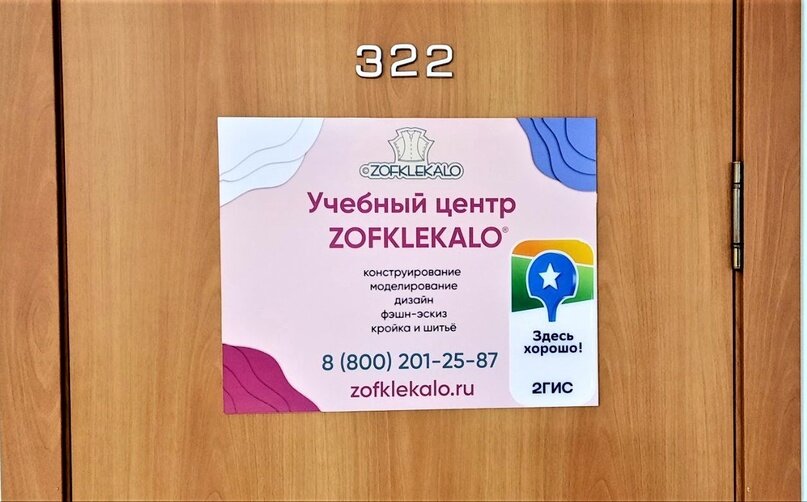 322
©ZOFKLEKALO
Учебный центр
ZOFKLEKALO®
конструирование
моделирование
дизайн
фэшн-эскиз
кройка и шитьё
8 (800) 201-25-87
zofklekalo.ru
Здесь
хорошо!
2ГИС